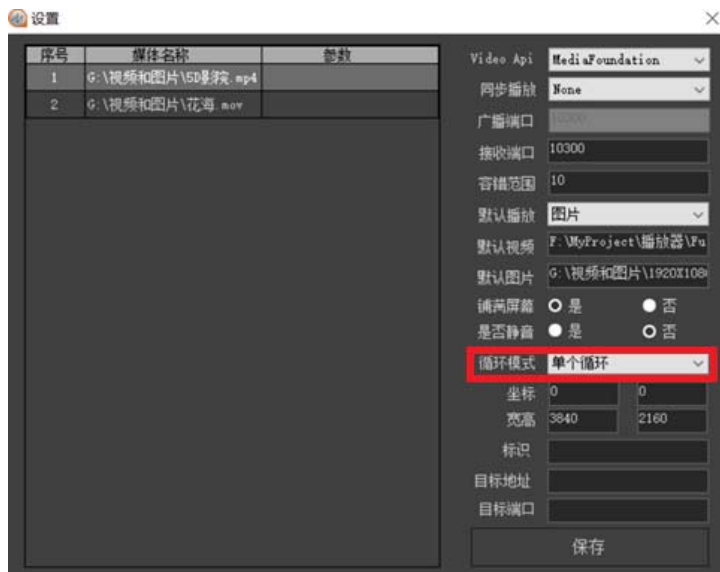 设置
序号 媒体名称 参数
1 G:\视频和图片\5D影院.mp4
2 G:\视频和图片\花海.mov
Video Api MediaFoundation
同步播放 None
广播端口
接收端口 10300
容错范围 10
默认播放 图片
默认视频 F:\MyProject\播放器\Fu
默认图片 G:\视频和图片\1920X108
铺满屏幕 是 否
是否静音 是 否
循环模式 单个循环
坐标 0 0
宽高 3840 2160
标识
目标地址
目标端口
保存